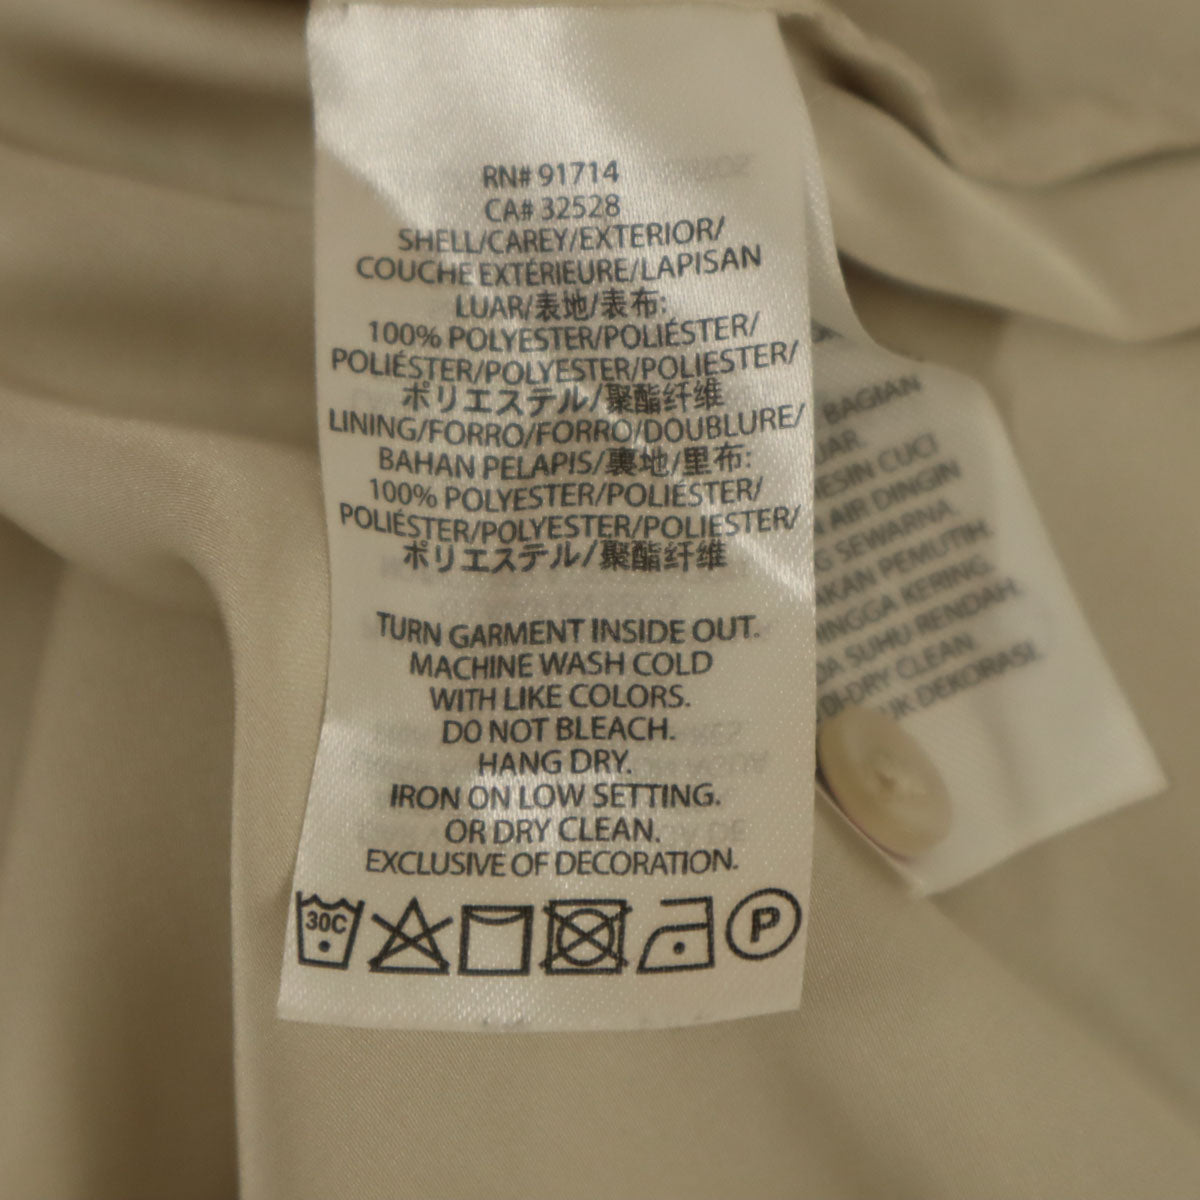 RN# 91714
CA# 32528
SHELL/CAREY/EXTERIOR/
COUCHE EXTÉRIEURE/LAPISAN
LUAR/表地/表布:
100% POLYESTER/POLIÉSTER/
POLIÉSTER/POLYESTER/POLIESTER/
ポリエステル/聚酯纤维
LINING/FORRO/FORRO/DOUBLURE/
BAHAN PELAPIS/裏地/里布:
100% POLYESTER/POLIÉSTER/
POLIÉSTER/POLYESTER/POLIESTER/
ポリエステル/聚酯纤维
TURN GARMENT INSIDE OUT.
MACHINE WASH COLD
WITH LIKE COLORS.
DO NOT BLEACH.
HANG DRY.
IRON ON LOW SETTING.
OR DRY CLEAN.
EXCLUSIVE OF DECORATION.
30C
P
BAGIAN
CUCI
AIR DINGIN
SEWARNA.
PEMUTIH.
KERING.
SUHU RENDAH.
DI-DRY CLEAN.
DEKORASI.